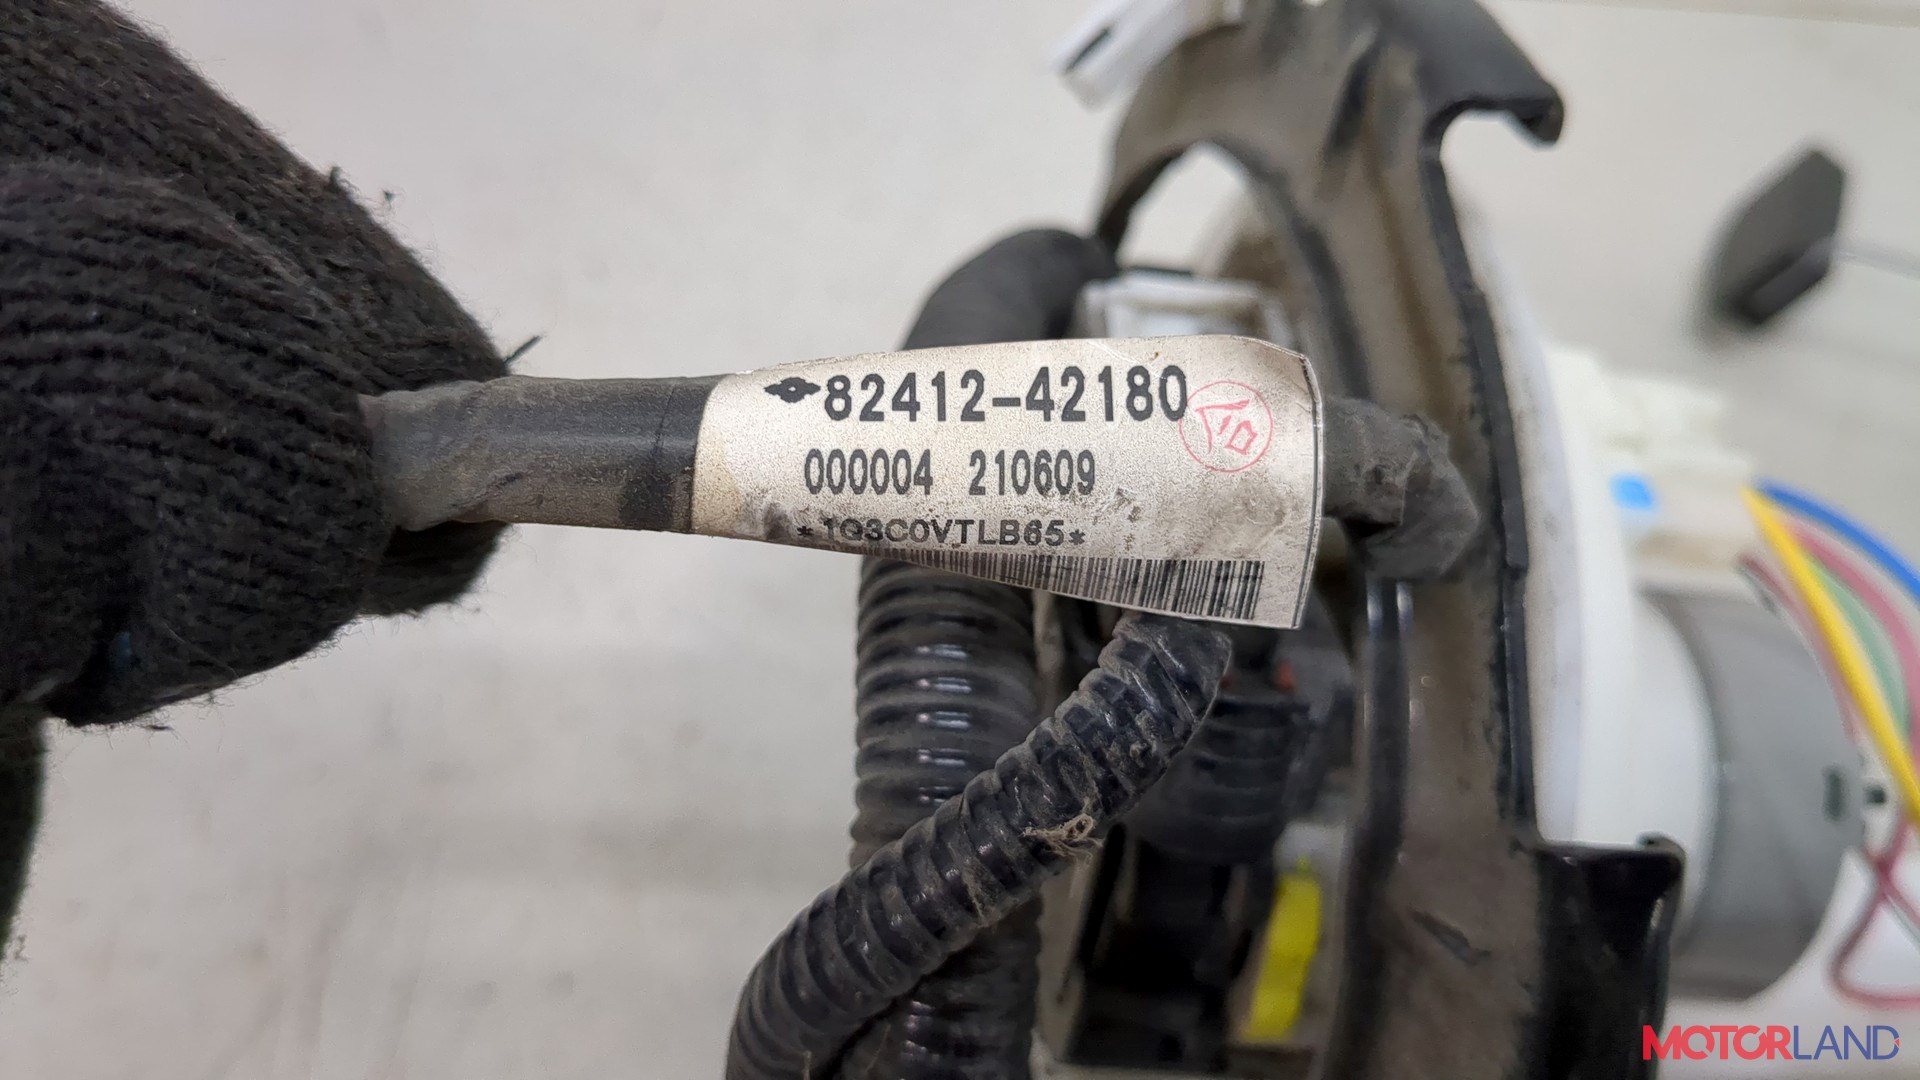 82412-42180
000004 210609
*1Q3C0VTLB65*
MOTORLAND